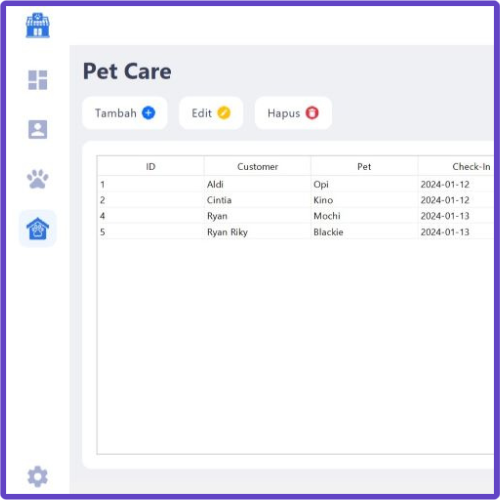 Pet Care
Tambah Edit Hapus
ID Customer Pet Check-In
1 Aldi Opi 2024-01-12
2 Cintia Kino 2024-01-12
4 Ryan Mochi 2024-01-13
5 Ryan Riky Blackie 2024-01-13